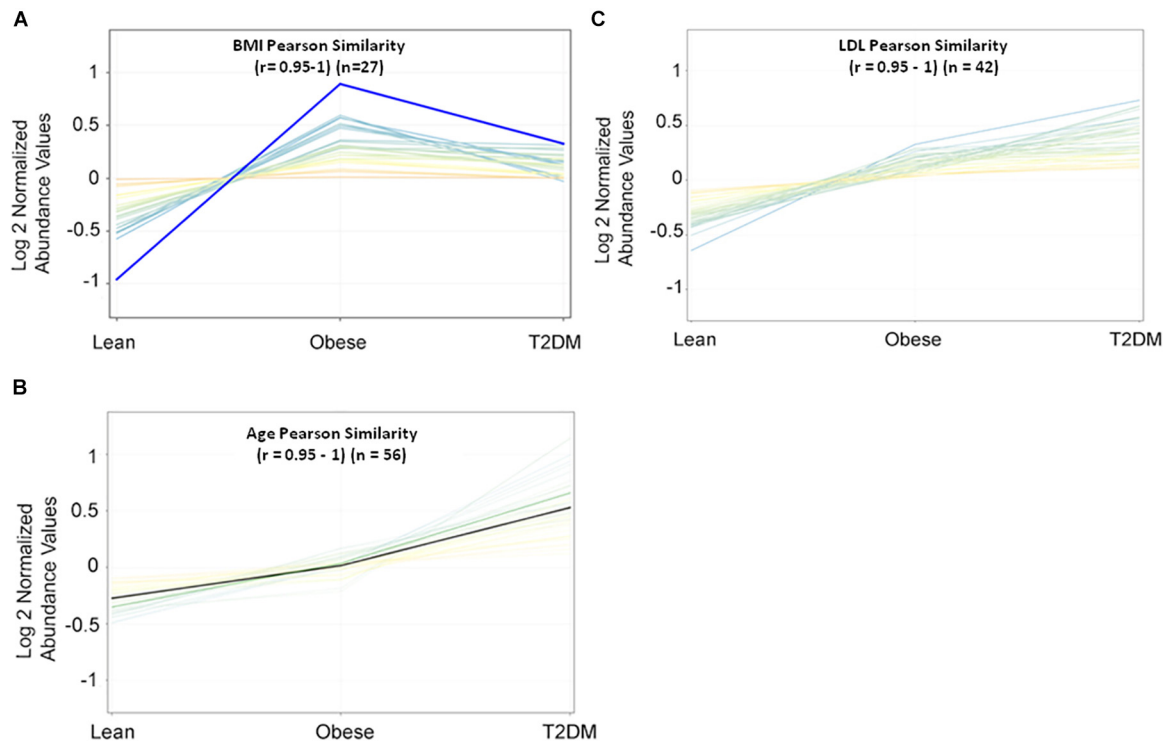 A
BMI Pearson Similarity
(r= 0.95-1) (n=27)
Log 2 Normalized
Abundance Values
1
0.5
0
-0.5
-1
Lean
Obese
T2DM
C
LDL Pearson Similarity
(r = 0.95 - 1) (n = 42)
Log 2 Normalized
Abundance Values
1
0.5
0
-0.5
-1
Lean
Obese
T2DM
B
Age Pearson Similarity
(r = 0.95 - 1) (n = 56)
Log 2 Normalized
Abundance Values
1
0.5
0
-0.5
-1
Lean
Obese
T2DM